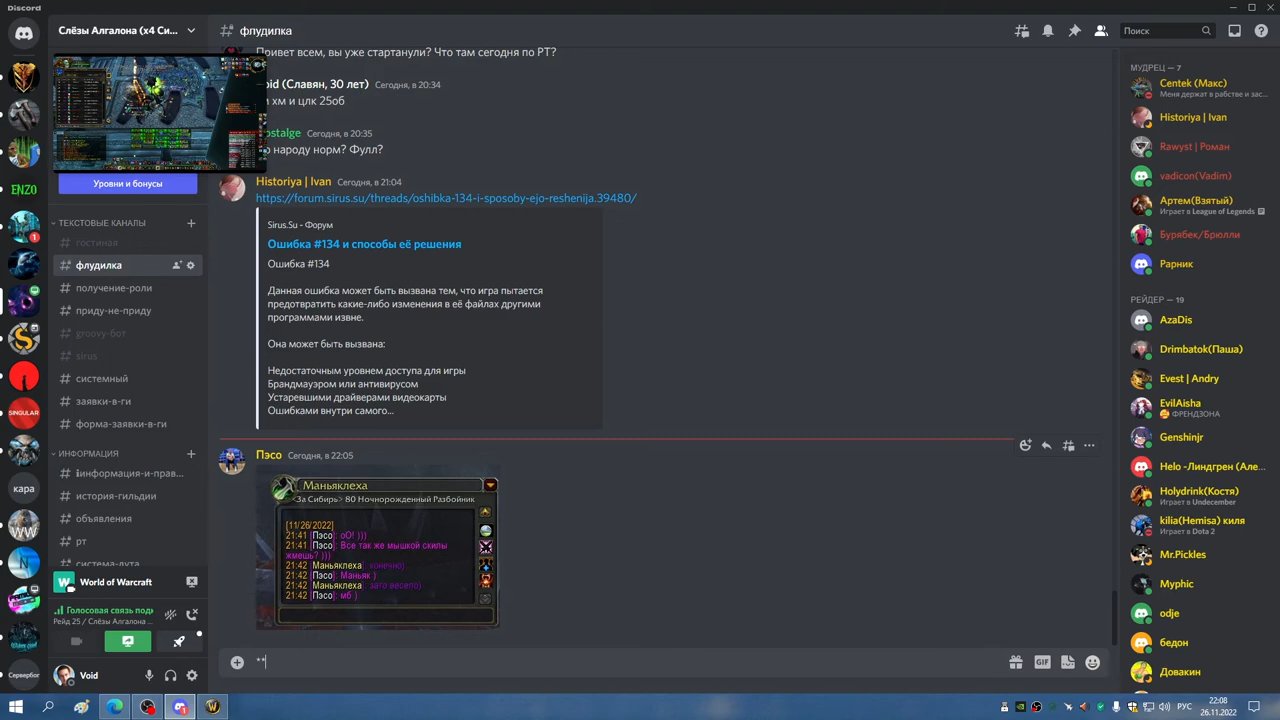 Discord
Слёзы Алгалона (x4 Си...
флудилка
Поиск
Привет всем, вы уже стартанули? Что там сегодня по РТ?
(Славян, 30 лет) Сегодня, в 20:34
хм и цлк 25об
Сегодня, в 20:35
народу норм? Фулл?
Historiya | Ivan Сегодня, в 21:04
https://forum.sirus.su/threads/oshibka-134-i-sposoby-ejo-reshenija.39480/
Sirus.Su - Форум
Ошибка #134 и способы её решения
Ошибка #134
Данная ошибка может быть вызвана тем, что игра пытается
предотвратить какие-либо изменения в её файлах другими
программами извне.
Она может быть вызвана:
Недостаточным уровнем доступа для игры
Брандмауэром или антивирусом
Устаревшими драйверами видеокарты
Ошибками внутри самого...
Пэсо Сегодня, в 22:05
Маньяклеха
За Сибирь> 80 Ночнорожденный Разбойник
[11/26/2022]
21:41 [Пэсо]: оО! )))
21:41 [Пэсо]: Все так же мышкой скилы
жмешь? )))
21:42 Маньяклеха: конечно)
21:42 [Пэсо]: Маньяк )
21:42 Маньяклеха: зато весело)
21:42 [Пэсо]: мб )
**
GIF
Уровни и бонусы
ТЕКСТОВЫЕ КАНАЛЫ
гостиная
флудилка
получение-роли
приду-не-приду
groovy-бот
sirus
системный
заявки-в-ги
форма-заявки-в-ги
ИНФОРМАЦИЯ
информация-и-прав...
история-гильдии
объявления
рт
система-лута
World of Warcraft
Голосовая связь подк
Рейд 25 / Слёзы Алгалона ...
Void
ENZO
1
SINGULAR
кара
WW
Сервербог
МУДРЕЦ — 7
Centek (Макс)
Меня держат в рабстве и зас...
Historiya | Ivan
Rawyst | Роман
vadicon(Vadim)
Артем(Взятый)
Играет в League of Legends
Бурябек/Брюлли
Рарник
РЕЙДЕР — 19
AzaDis
Drimbatok(Паша)
Evest | Andry
EvilAisha
ФРЕНДЗОНА
Genshinjr
Helo -Линдгрен (Але...
Holydrink(Костя)
Играет в Undecember
kilia(Hemisa) киля
Играет в Dota 2
Mr.Pickles
Myphic
odje
бедон
Довакин
РУС
22:08
26.11.2022